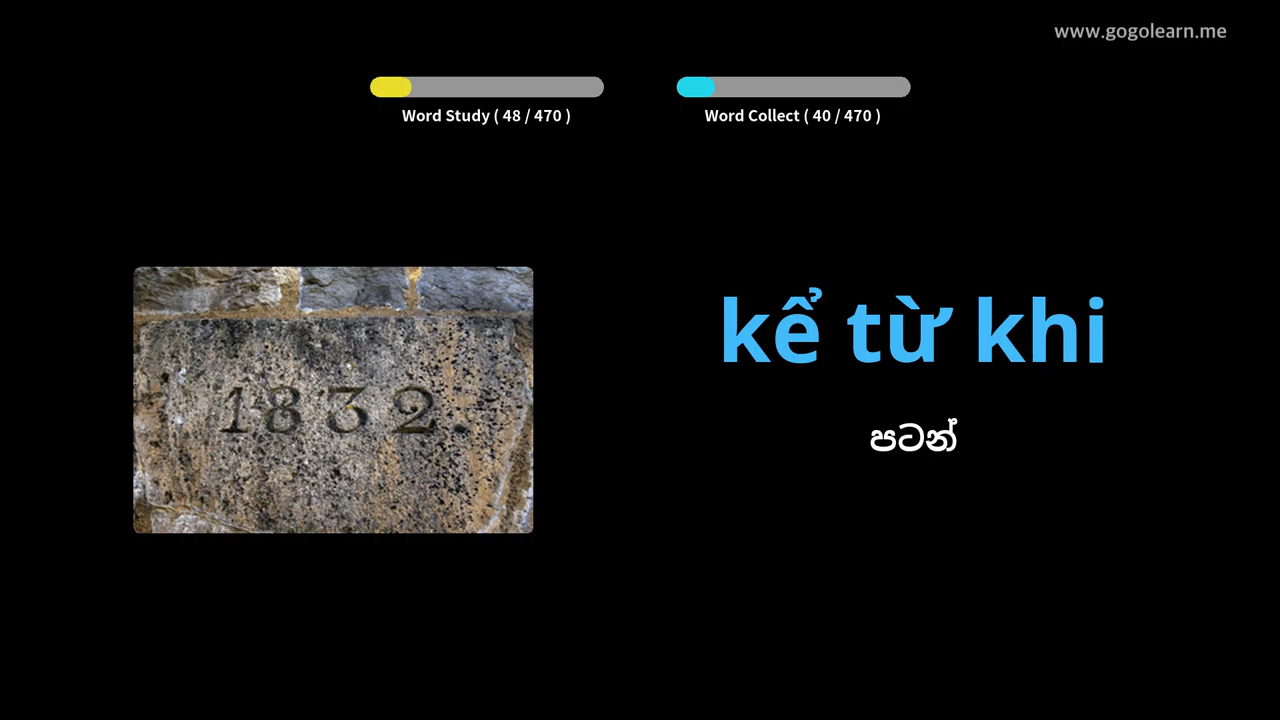 www.gogolearn.me
Word Study ( 48 / 470 )
Word Collect ( 40 / 470 )
1832.
kể từ khi
පටන්